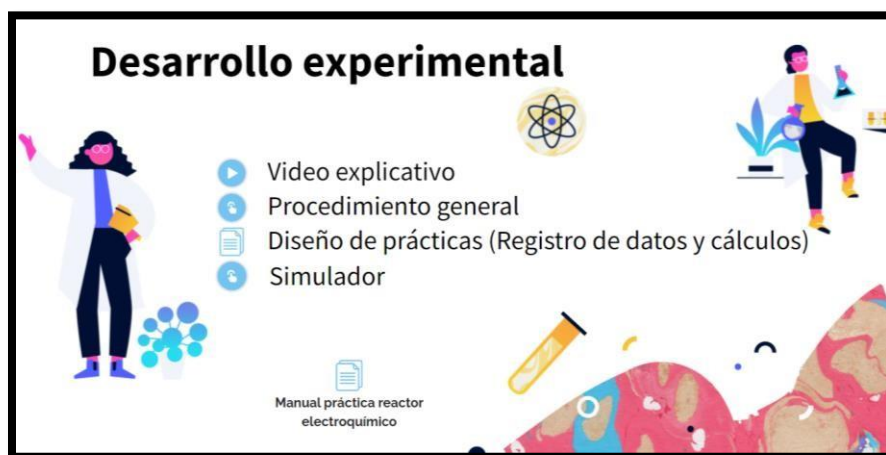 Desarrollo experimental
Video explicativo
Procedimiento general
Diseño de prácticas (Registro de datos y cálculos)
Simulador
Manual práctica reactor
electroquímico